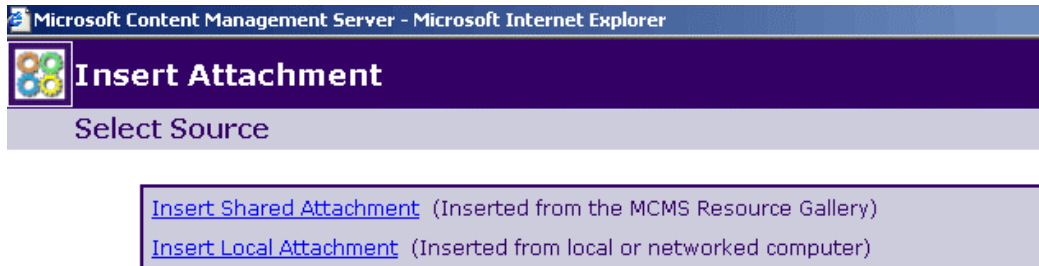 Microsoft Content Management Server - Microsoft Internet Explorer
Insert Attachment
Select Source
Insert Shared Attachment (Inserted from the MCMS Resource Gallery)
Insert Local Attachment (Inserted from local or networked computer)